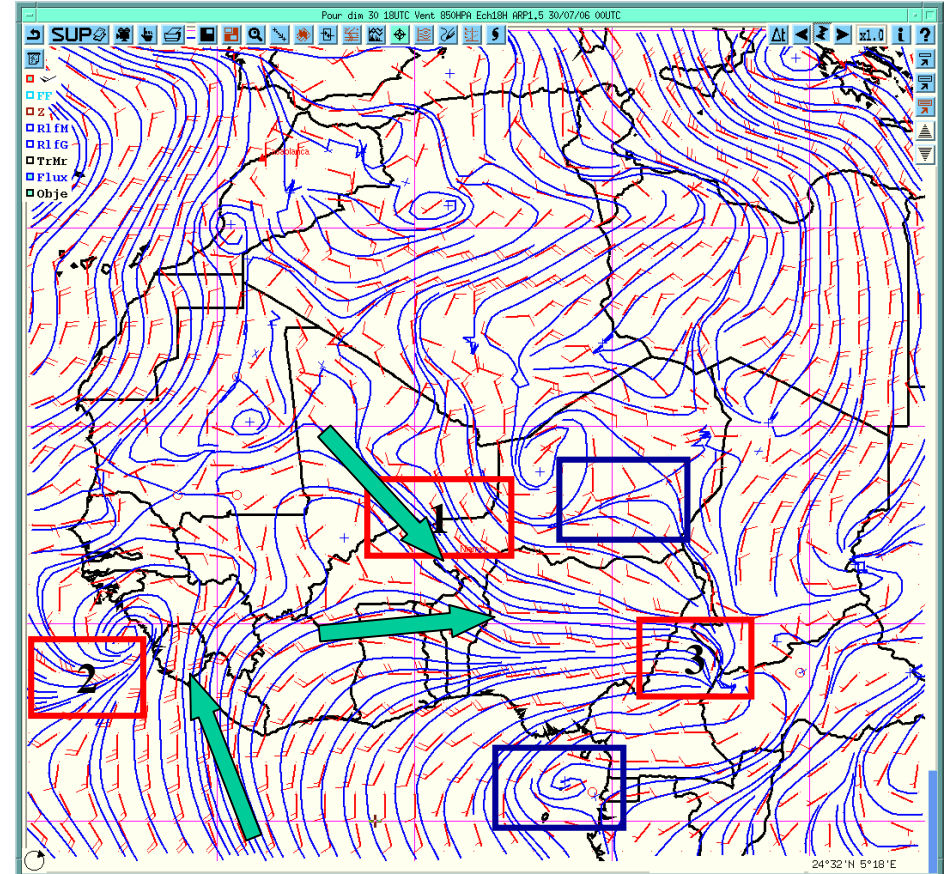 Pour dim 30 18UTC Vent 850HPA Ech18H ARP1.5 30/07/06 00UTC
SUP x1.0 i ?
FF
Z
RlfM
RlfG
TrMr
Flux
Obje
1
2
3
24°32'N 5°18'E